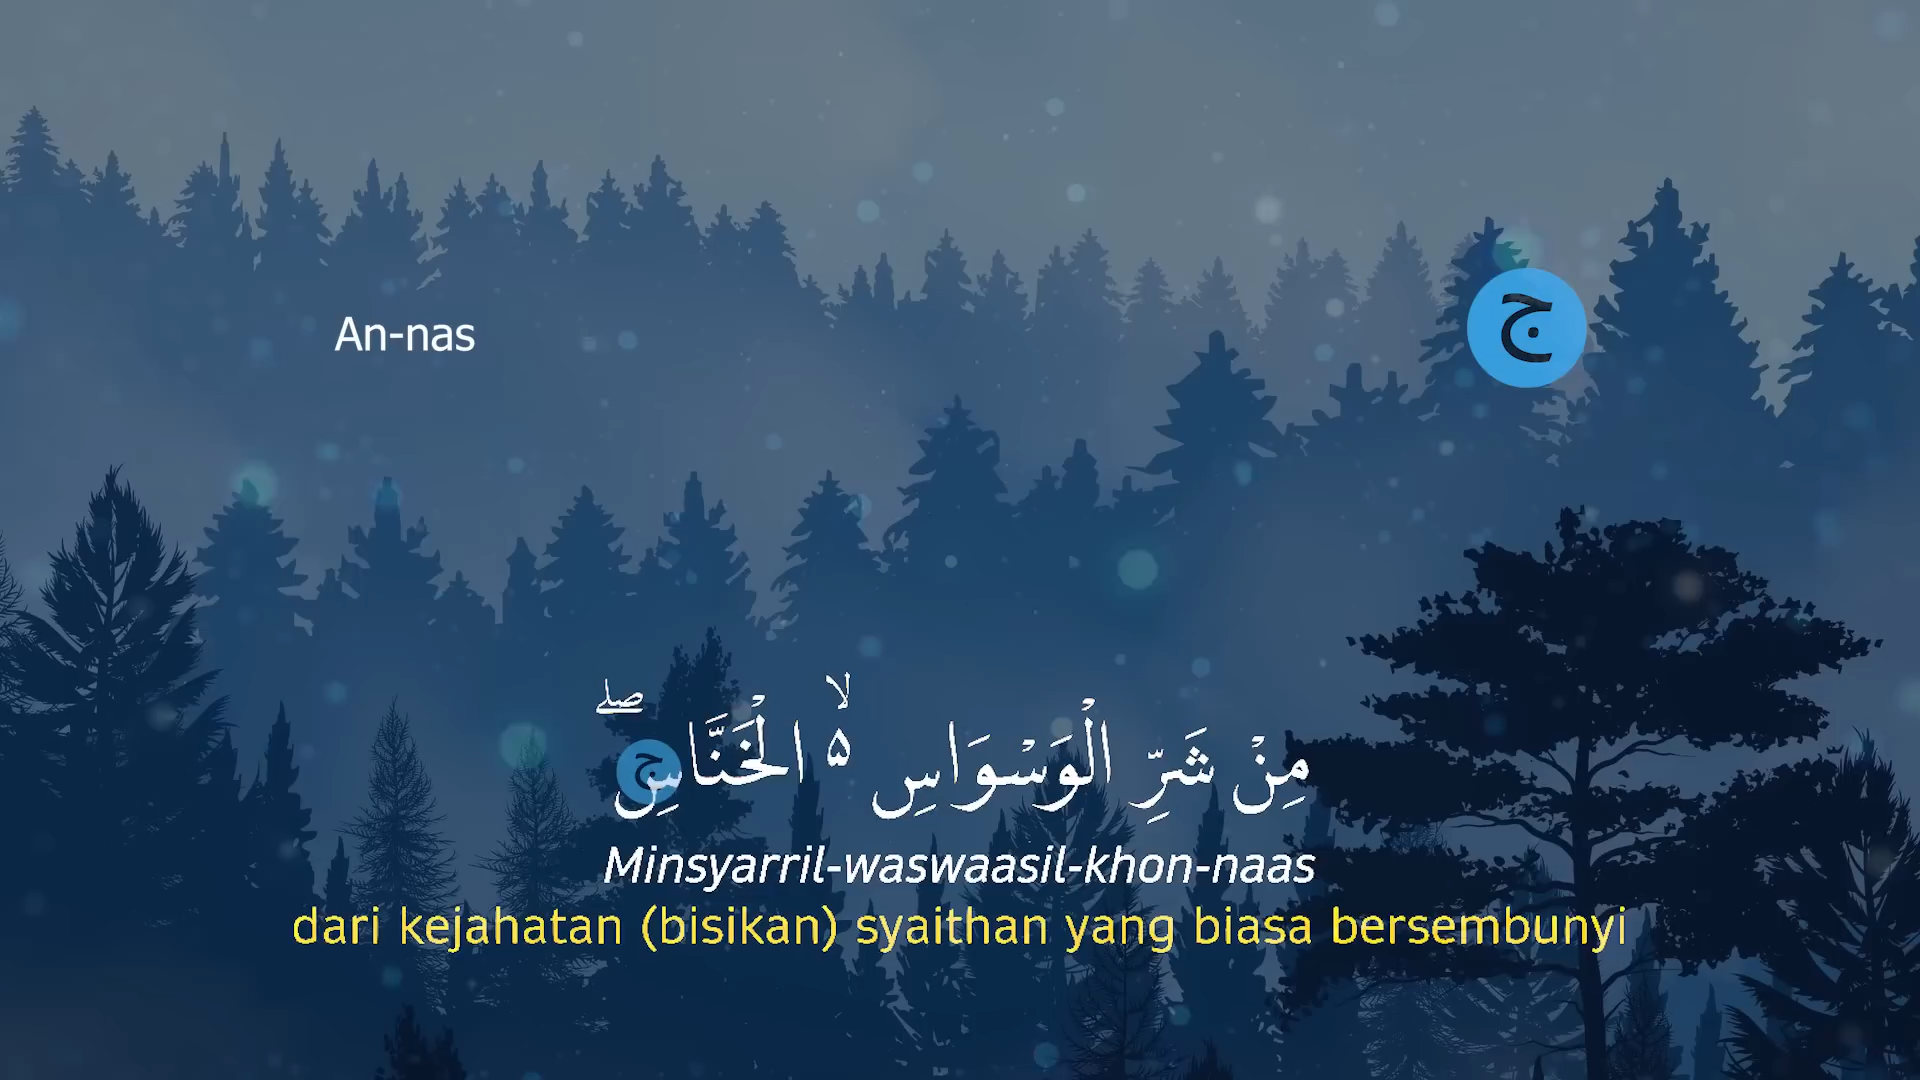 An-nas
ج
مِنْ شَرِّ الْوَسْوَاسِ ۵ۙ الْخَنَّاسِۖ ج
Minsyarril-waswaasil-khon-naas
dari kejahatan (bisikan) syaithan yang biasa bersembunyi